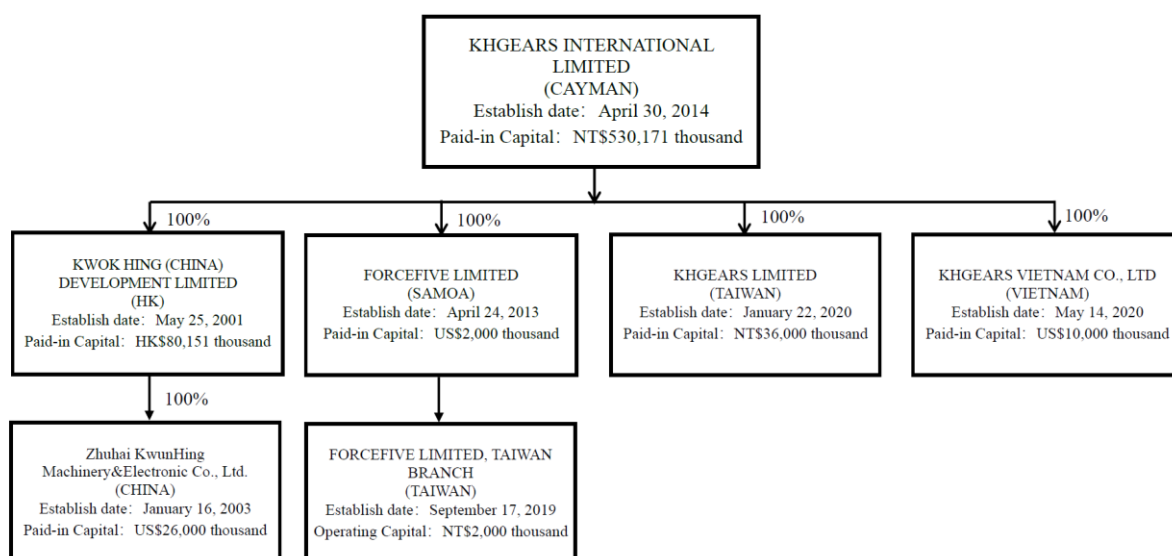 KHGEARS INTERNATIONAL
LIMITED
(CAYMAN)
Establish date：April 30, 2014
Paid-in Capital：NT$530,171 thousand
100%
100%
100%
100%
KWOK HING (CHINA)
DEVELOPMENT LIMITED
(HK)
Establish date：May 25, 2001
Paid-in Capital：HK$80,151 thousand
FORCEFIVE LIMITED
(SAMOA)
Establish date：April 24, 2013
Paid-in Capital：US$2,000 thousand
KHGEARS LIMITED
(TAIWAN)
Establish date：January 22, 2020
Paid-in Capital：NT$36,000 thousand
KHGEARS VIETNAM CO., LTD
(VIETNAM)
Establish date：May 14, 2020
Paid-in Capital：US$10,000 thousand
100%
Zhuhai KwunHing
Machinery&Electronic Co., Ltd.
(CHINA)
Establish date：January 16, 2003
Paid-in Capital：US$26,000 thousand
FORCEFIVE LIMITED, TAIWAN
BRANCH
(TAIWAN)
Establish date：September 17, 2019
Operating Capital：NT$2,000 thousand